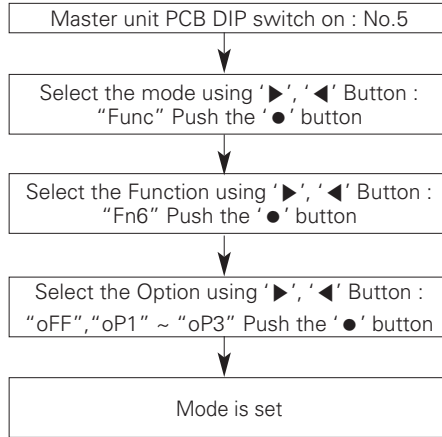 Master unit PCB DIP switch on : No.5
Select the mode using ‘▶’, ‘◀’ Button :
“Func” Push the ‘●’ button
Select the Function using ‘▶’, ‘◀’ Button :
“Fn6” Push the ‘●’ button
Select the Option using ‘▶’, ‘◀’ Button :
“oFF”,“oP1” ~ “oP3” Push the ‘●’ button
Mode is set